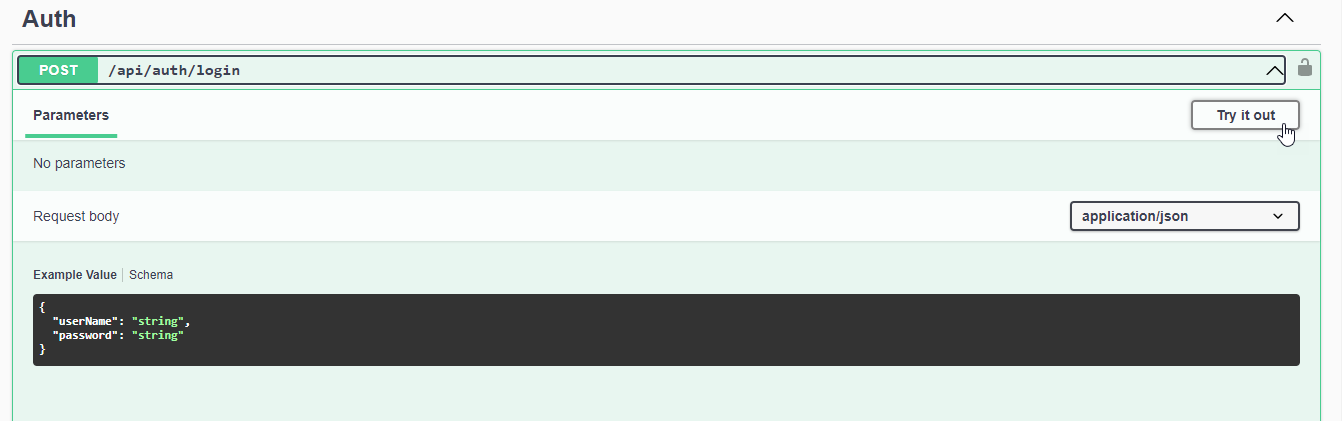 Auth
POST /api/auth/login
Parameters
Try it out
No parameters
Request body
application/json
Example Value | Schema
{
  "userName": "string",
  "password": "string"
}